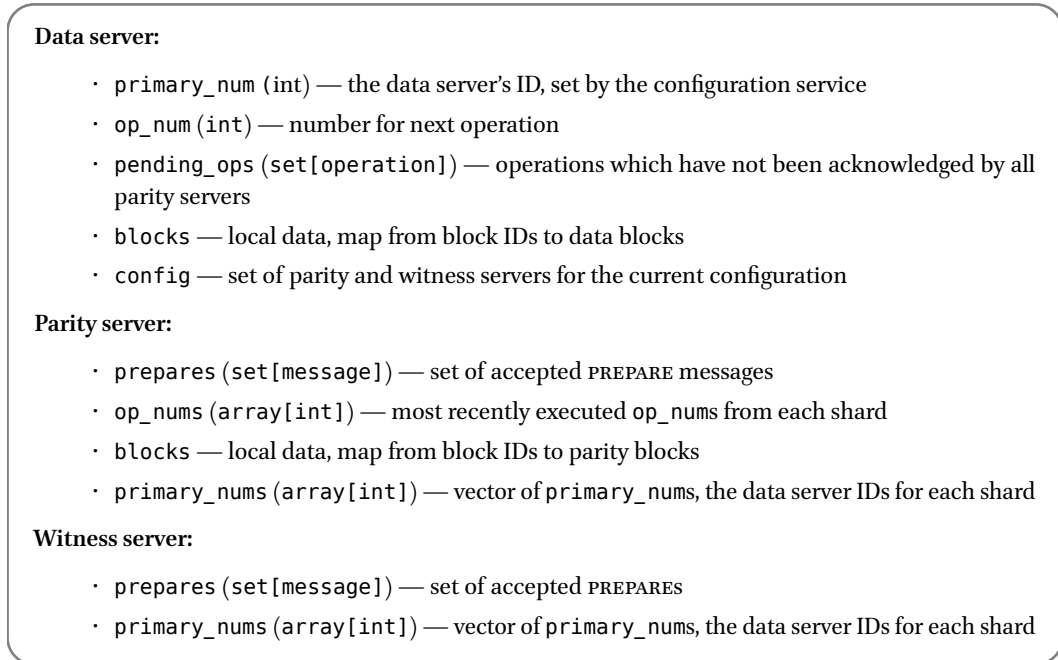 Data server:
· primary_num (int) — the data server's ID, set by the configuration service
· op_num (int) — number for next operation
· pending_ops (set[operation]) — operations which have not been acknowledged by all
parity servers
· blocks — local data, map from block IDs to data blocks
· config — set of parity and witness servers for the current configuration
Parity server:
· prepares (set[message]) — set of accepted PREPARE messages
· op_nums (array[int]) — most recently executed op_nums from each shard
· blocks — local data, map from block IDs to parity blocks
· primary_nums (array[int]) — vector of primary_nums, the data server IDs for each shard
Witness server:
· prepares (set[message]) — set of accepted PREPAREs
· primary_nums (array[int]) — vector of primary_nums, the data server IDs for each shard